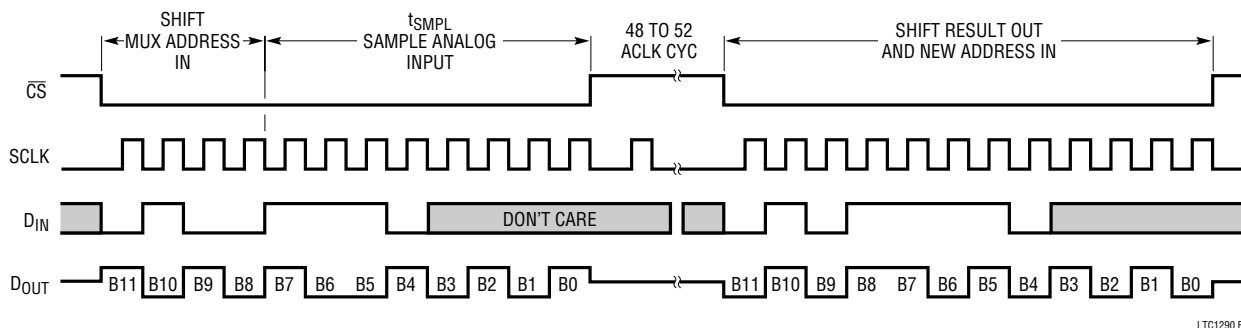 SHIFT
MUX ADDRESS
IN
tSMPL
SAMPLE ANALOG
INPUT
48 TO 52
ACLK CYC
SHIFT RESULT OUT
AND NEW ADDRESS IN
CS
SCLK
DIN
DON'T CARE
DOUT
B11 B10 B9 B8 B7 B6 B5 B4 B3 B2 B1 B0
B11 B10 B9 B8 B7 B6 B5 B4 B3 B2 B1 B0
LTC1290 F